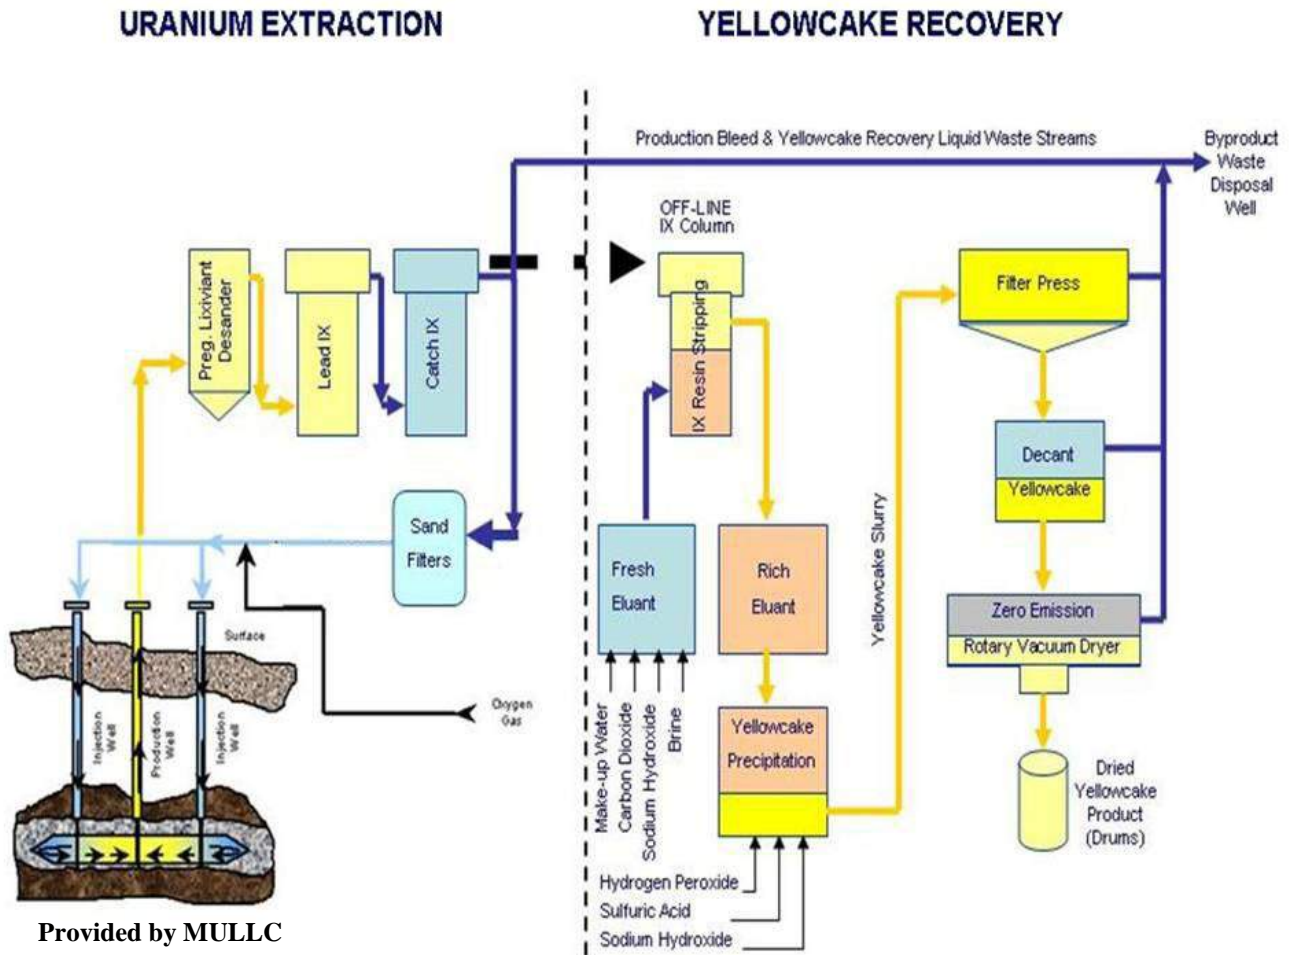 URANIUM EXTRACTION
YELLOWCAKE RECOVERY
Production Bleed & Yellowcake Recovery Liquid Waste Streams
Byproduct
Waste
Disposal
Well
OFF-LINE
IX Column
Preg. Lixiviant
Desander
Lead IX
Catch IX
IX Resin Stripping
Filter Press
Decant
Yellowcake
Sand
Filters
Fresh
Eluant
Rich
Eluant
Yellowcake Slurry
Zero Emission
Rotary Vacuum Dryer
Surface
Oxygen
Gas
Injection
Well
Production
Well
Injection
Well
Make-up Water
Carbon Dioxide
Sodium Hydroxide
Brine
Yellowcake
Precipitation
Dried
Yellowcake
Product
(Drums)
Hydrogen Peroxide
Sulfuric Acid
Sodium Hydroxide
Provided by MULLC